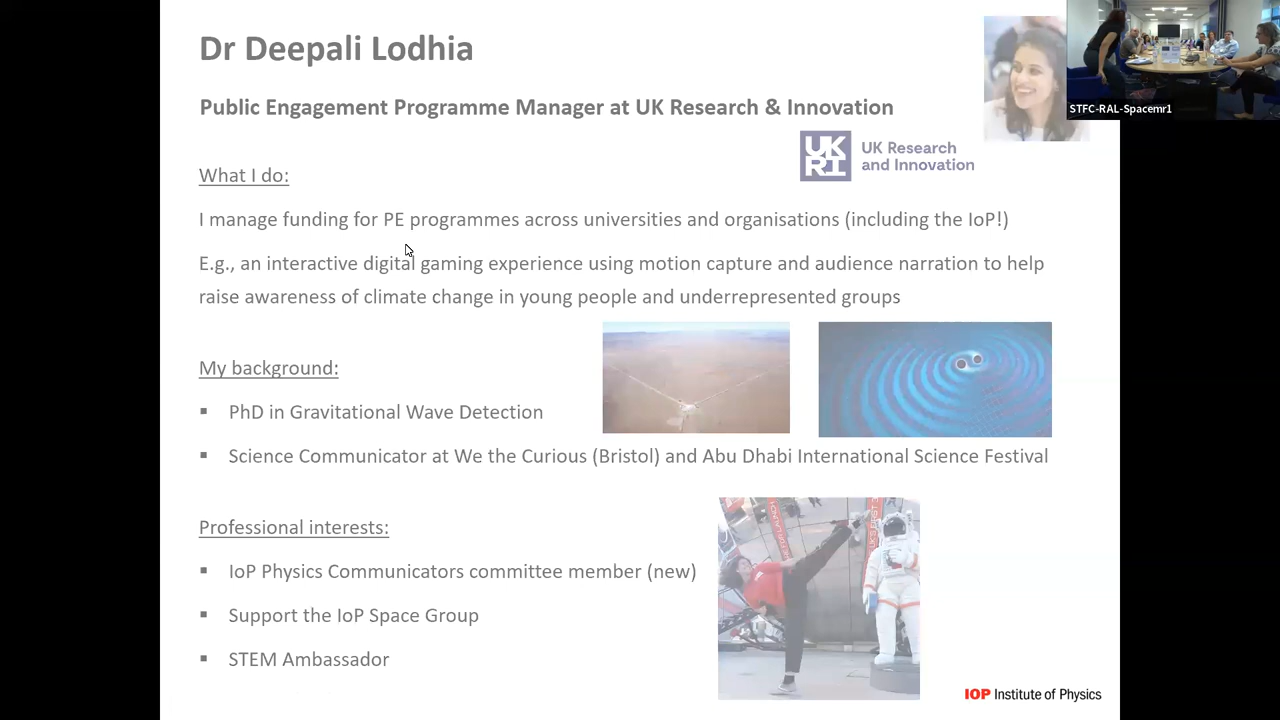 Dr Deepali Lodhia
Public Engagement Programme Manager at UK Research & Innovation
STFC-RAL-Spacemr1
UK
RI
UK Research
and Innovation
What I do:
I manage funding for PE programmes across universities and organisations (including the IoP!)
E.g., an interactive digital gaming experience using motion capture and audience narration to help
raise awareness of climate change in young people and underrepresented groups
My background:
▪ PhD in Gravitational Wave Detection
▪ Science Communicator at We the Curious (Bristol) and Abu Dhabi International Science Festival
Professional interests:
▪ IoP Physics Communicators committee member (new)
▪ Support the IoP Space Group
▪ STEM Ambassador
IOP Institute of Physics